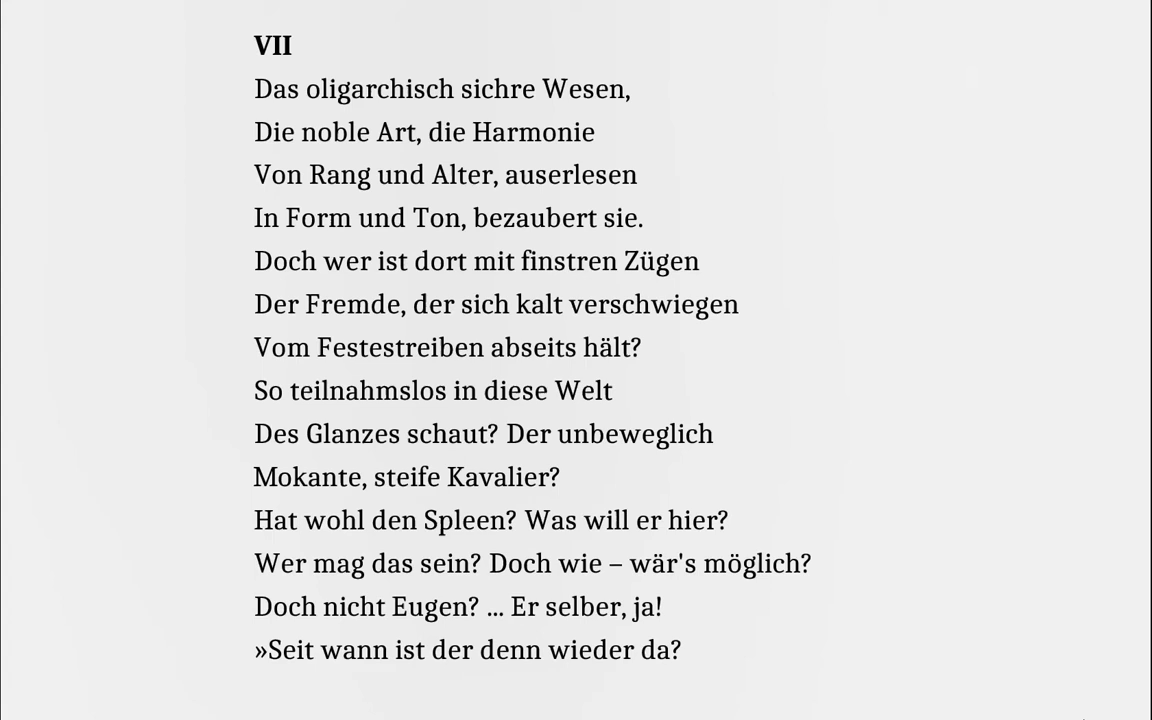 VII
Das oligarchisch sichre Wesen,
Die noble Art, die Harmonie
Von Rang und Alter, auserlesen
In Form und Ton, bezaubert sie.
Doch wer ist dort mit finstren Zügen
Der Fremde, der sich kalt verschwiegen
Vom Festestreiben abseits hält?
So teilnahmslos in diese Welt
Des Glanzes schaut? Der unbeweglich
Mokante, steife Kavalier?
Hat wohl den Spleen? Was will er hier?
Wer mag das sein? Doch wie – wär's möglich?
Doch nicht Eugen? ... Er selber, ja!
»Seit wann ist der denn wieder da?